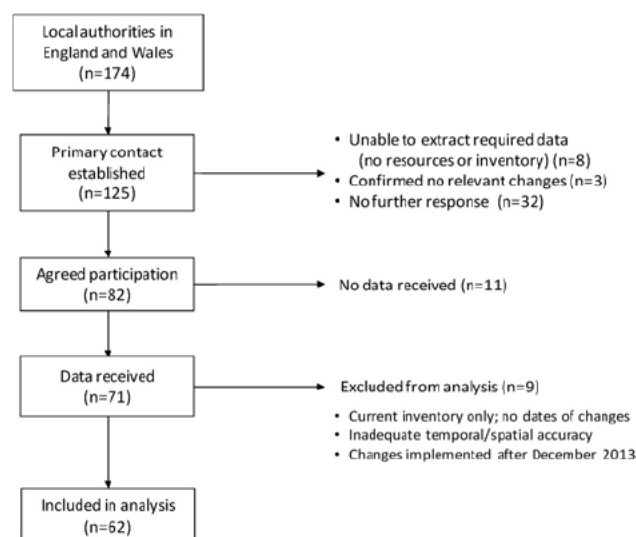 Local authorities in
England and Wales
(n=174)
Primary contact
established
(n=125)
• Unable to extract required data
(no resources or inventory) (n=8)
• Confirmed no relevant changes (n=3)
• No further response (n=32)
Agreed participation
(n=82)
No data received (n=11)
Data received
(n=71)
Excluded from analysis (n=9)
• Current inventory only; no dates of changes
• Inadequate temporal/spatial accuracy
• Changes implemented after December 2013
Included in analysis
(n=62)